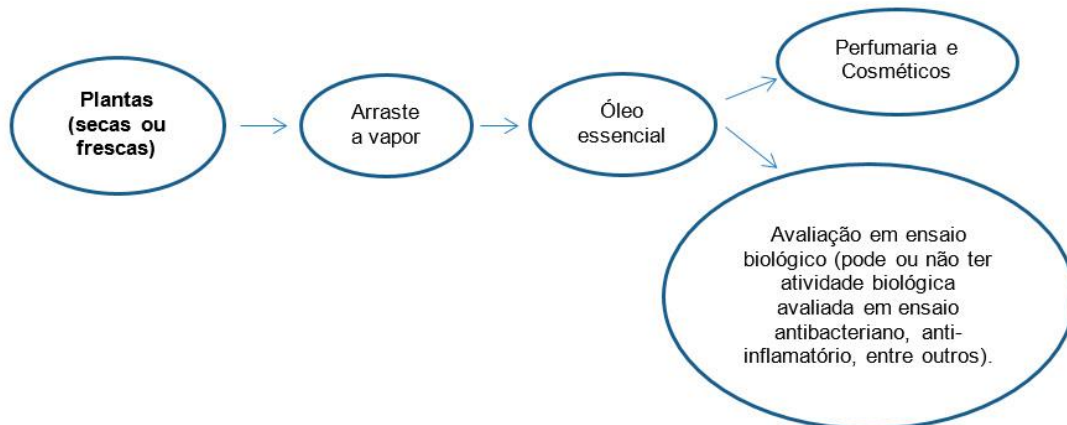 Plantas
(secas ou
frescas)
Arraste
a vapor
Óleo
essencial
Perfumaria e
Cosméticos
Avaliação em ensaio
biológico (pode ou não ter
atividade biológica
avaliada em ensaio
antibacteriano, anti-
inflamatório, entre outros).